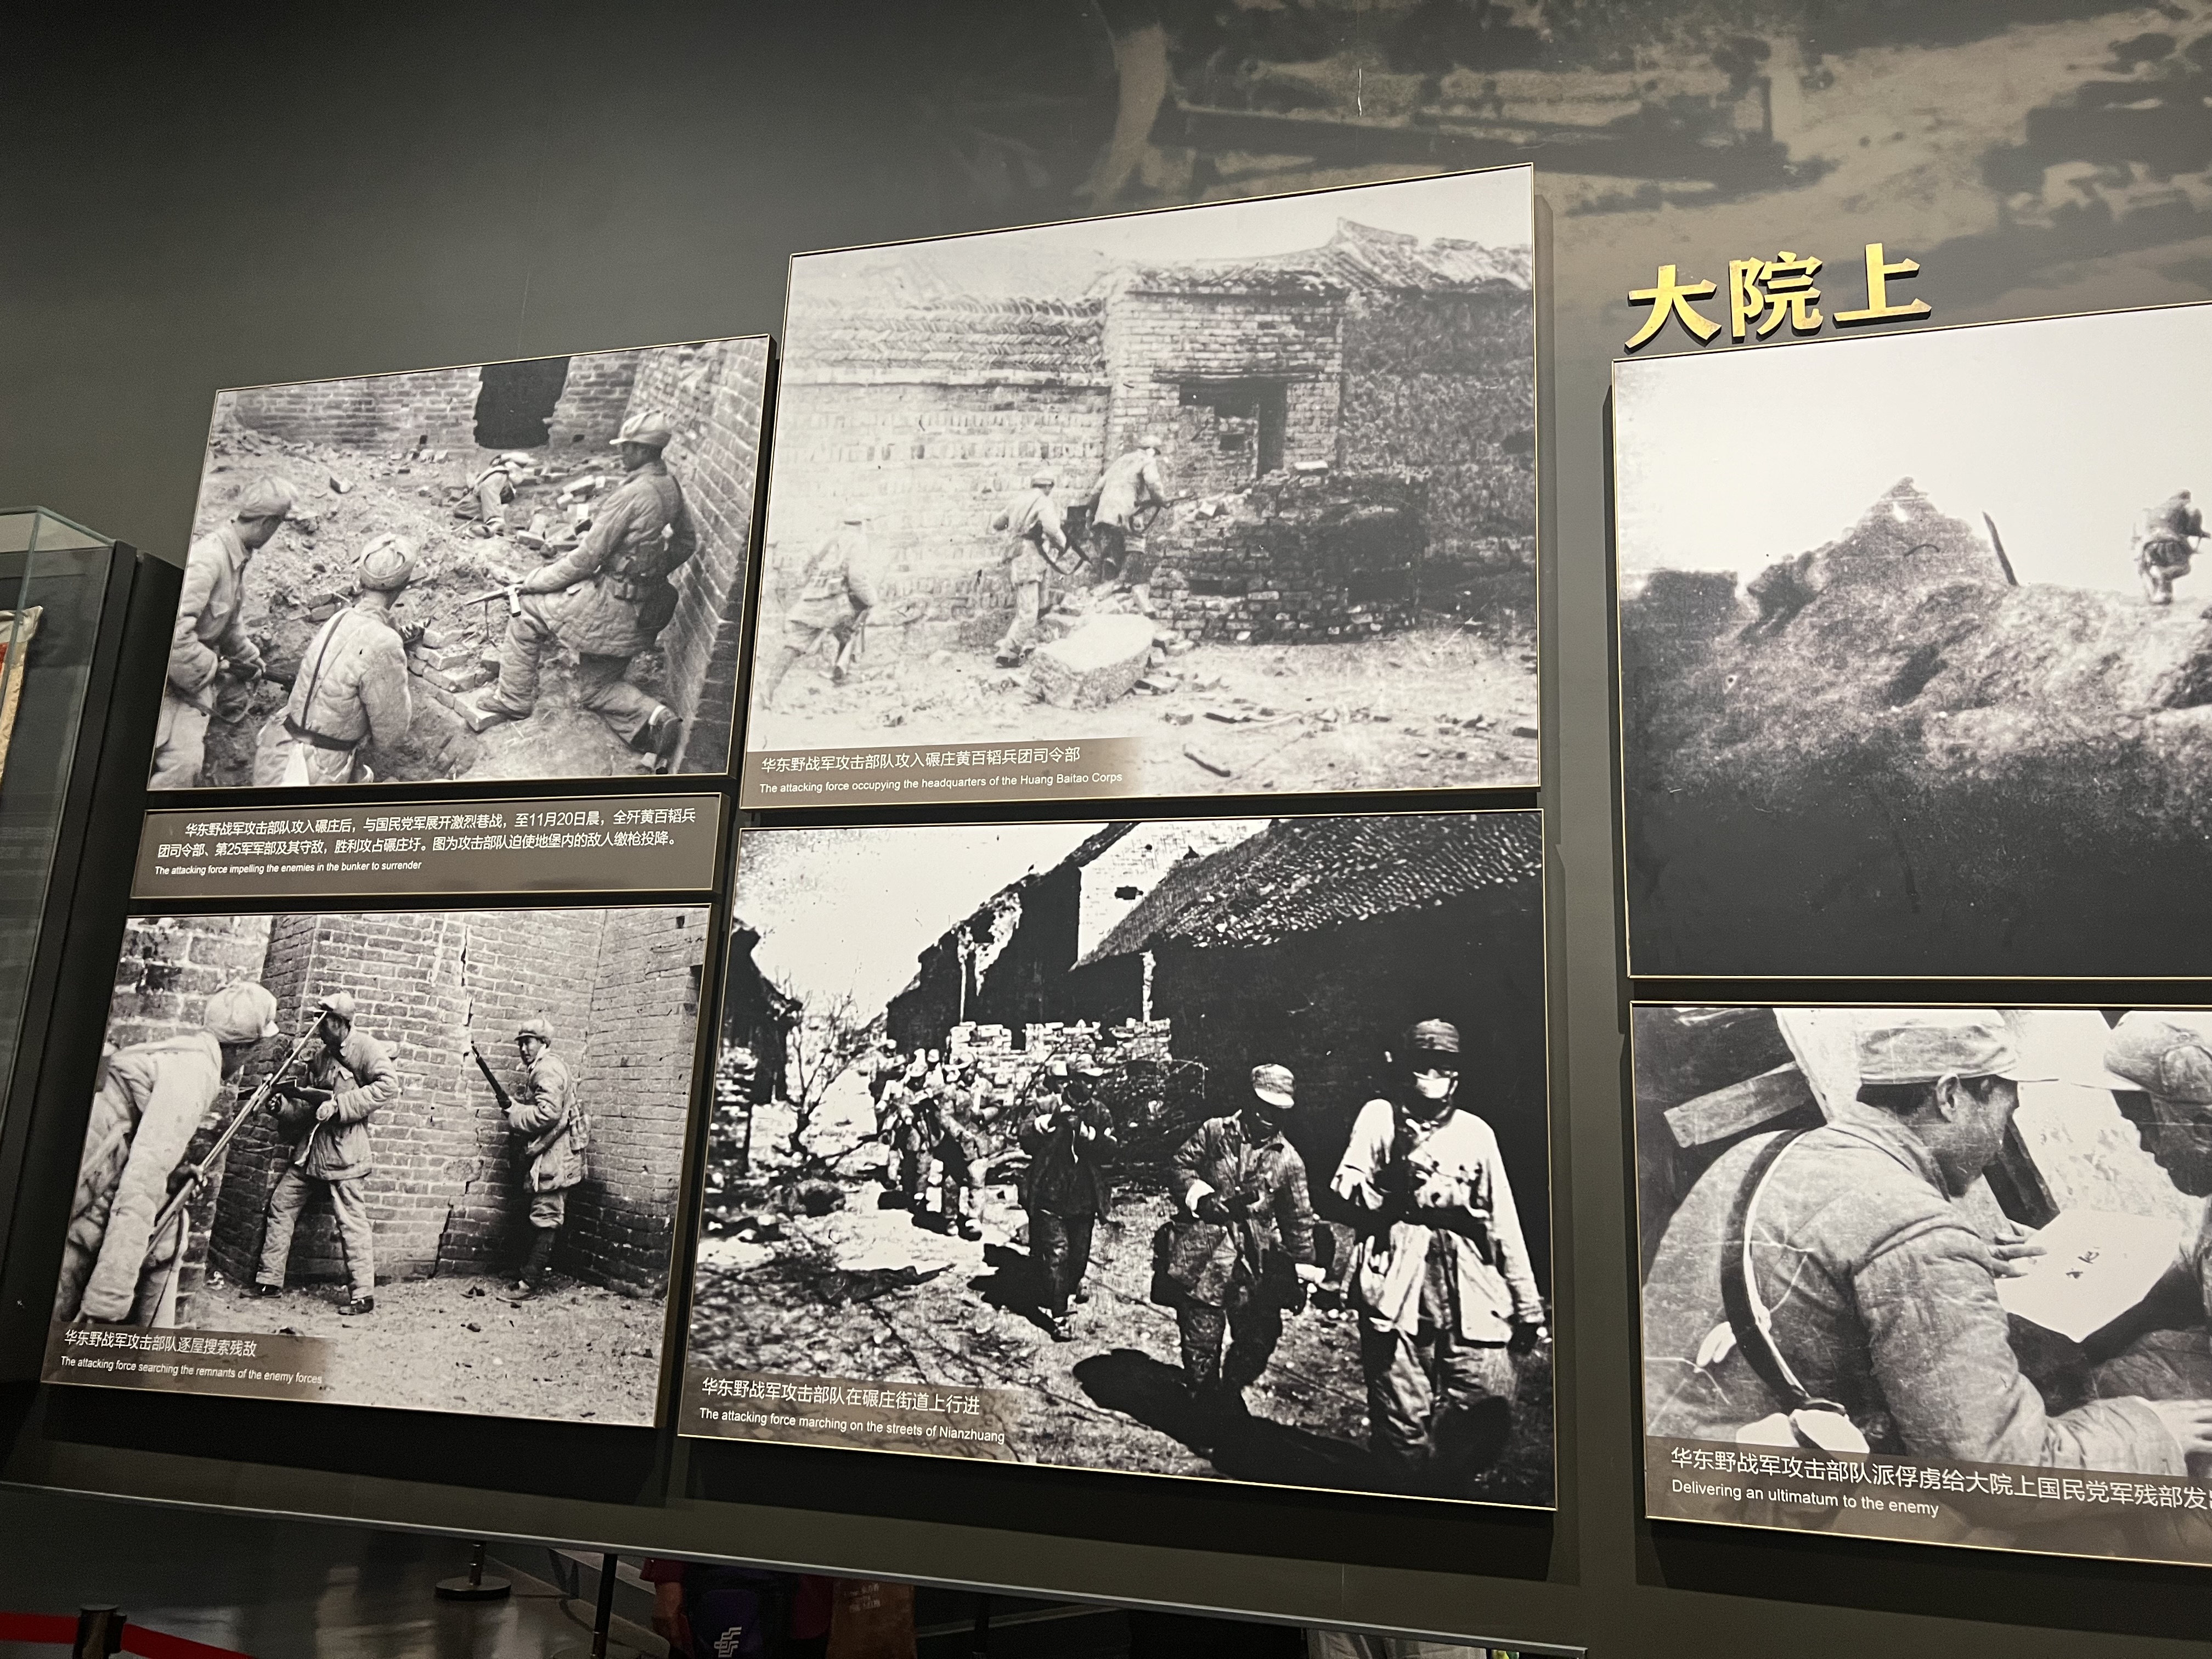 大院上
华东野战军攻击部队攻入碾庄黄百韬兵团司令部
The attacking force occupying the headquarters of the Huang Baitao Corps
华东野战军攻击部队攻入碾庄后，与国民党军展开激烈巷战，至11月20日晨，全歼黄百韬兵
团司令部、第25军军部及其守敌，胜利攻占碾庄圩。图为攻击部队迫使地堡内的敌人缴枪投降。
The attacking force impelling the enemies in the bunker to surrender
华东野战军攻击部队逐屋搜索残敌
The attacking force searching the remnants of the enemy forces
华东野战军攻击部队在碾庄街道上行进
The attacking force marching on the streets of Nianzhuang
华东野战军攻击部队派俘虏给大院上国民党军残部发
Delivering an ultimatum to the enemy